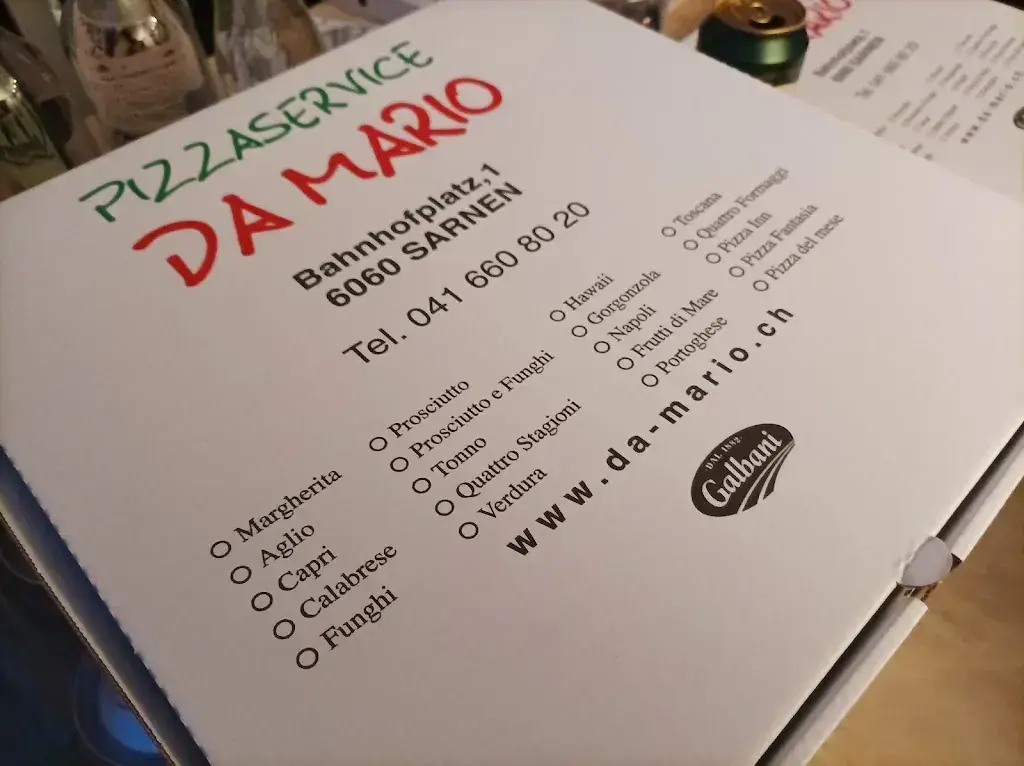 PIZZASERVICE
DA MARIO
Bahnhofplatz,1
6060 SARNEN
Tel. 041 660 80 20
O Margherita
O Aglio
O Capri
O Calabrese
O Funghi
O Prosciutto
O Prosciutto e Funghi
O Tonno
O Quattro Stagioni
O Verdura
O Hawaii
O Gorgonzola
O Napoli
O Frutti di Mare
O Portoghese
O Toscana
O Quattro Formaggi
O Pizza Inn
O Pizza Fantasia
O Pizza del mese
www.da-mario.ch
DAL 1882
Galbani